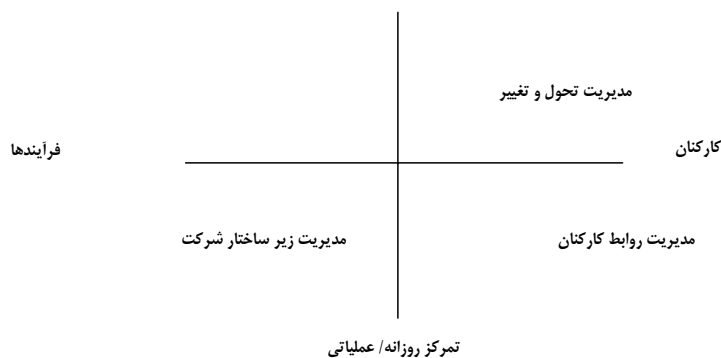 مدیریت تحول و تغییر
کارکنان
فرآیندها
مدیریت روابط کارکنان
مدیریت زیر ساختار شرکت
تمرکز روزانه/ عملیاتی